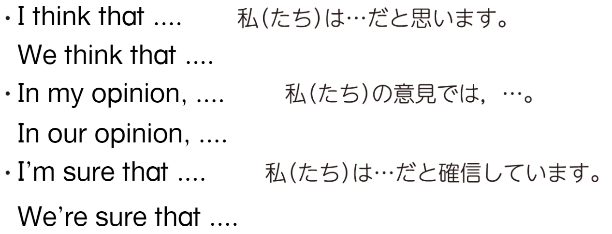 ・I think that ....　私(たち)は…だと思います。
We think that ....
・In my opinion, ....　私(たち)の意見では，…。
In our opinion, ....
・I'm sure that ....　私(たち)は…だと確信しています。
We're sure that ....